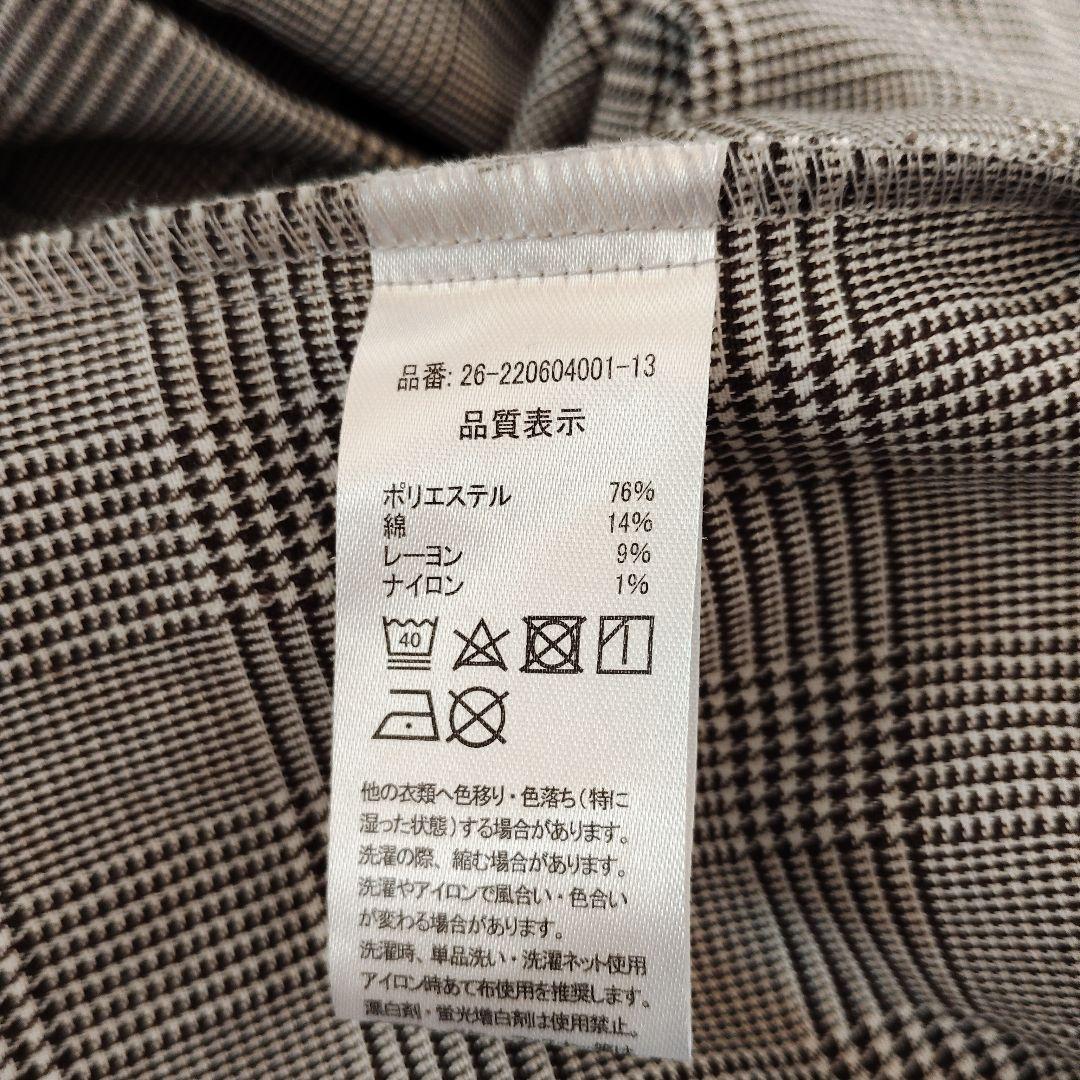 品番: 26-220604001-13
品質表示
ポリエステル 76%
綿 14%
レーヨン 9%
ナイロン 1%
40
他の衣類へ色移り・色落ち(特に
湿った状態)する場合があります。
洗濯の際、縮む場合があります。
洗濯やアイロンで風合い・色合い
が変わる場合があります。
洗濯時、単品洗い・洗濯ネット使用
アイロン時あて布使用を推奨します。
漂白剤・蛍光増白剤は使用禁止。